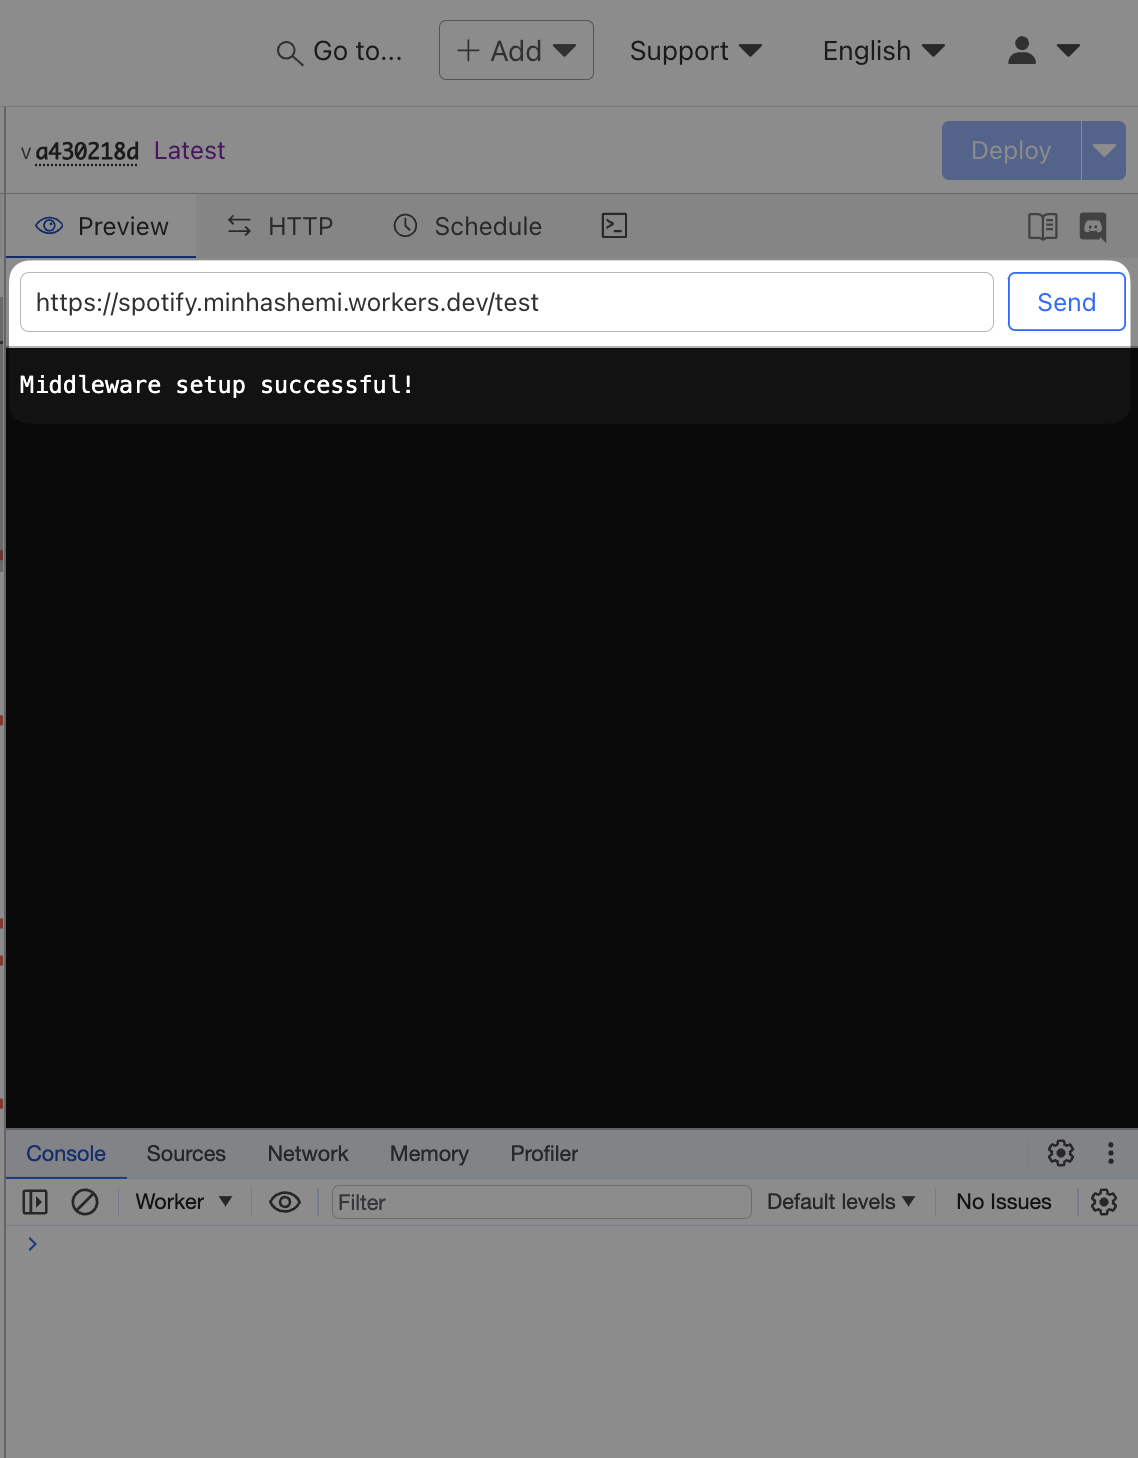 Go to...
Add
Support
English
v a430218d Latest
Deploy
Preview
HTTP
Schedule
https://spotify.minhashemi.workers.dev/test
Send
Middleware setup successful!
Console
Sources
Network
Memory
Profiler
Worker
Filter
Default levels
No Issues